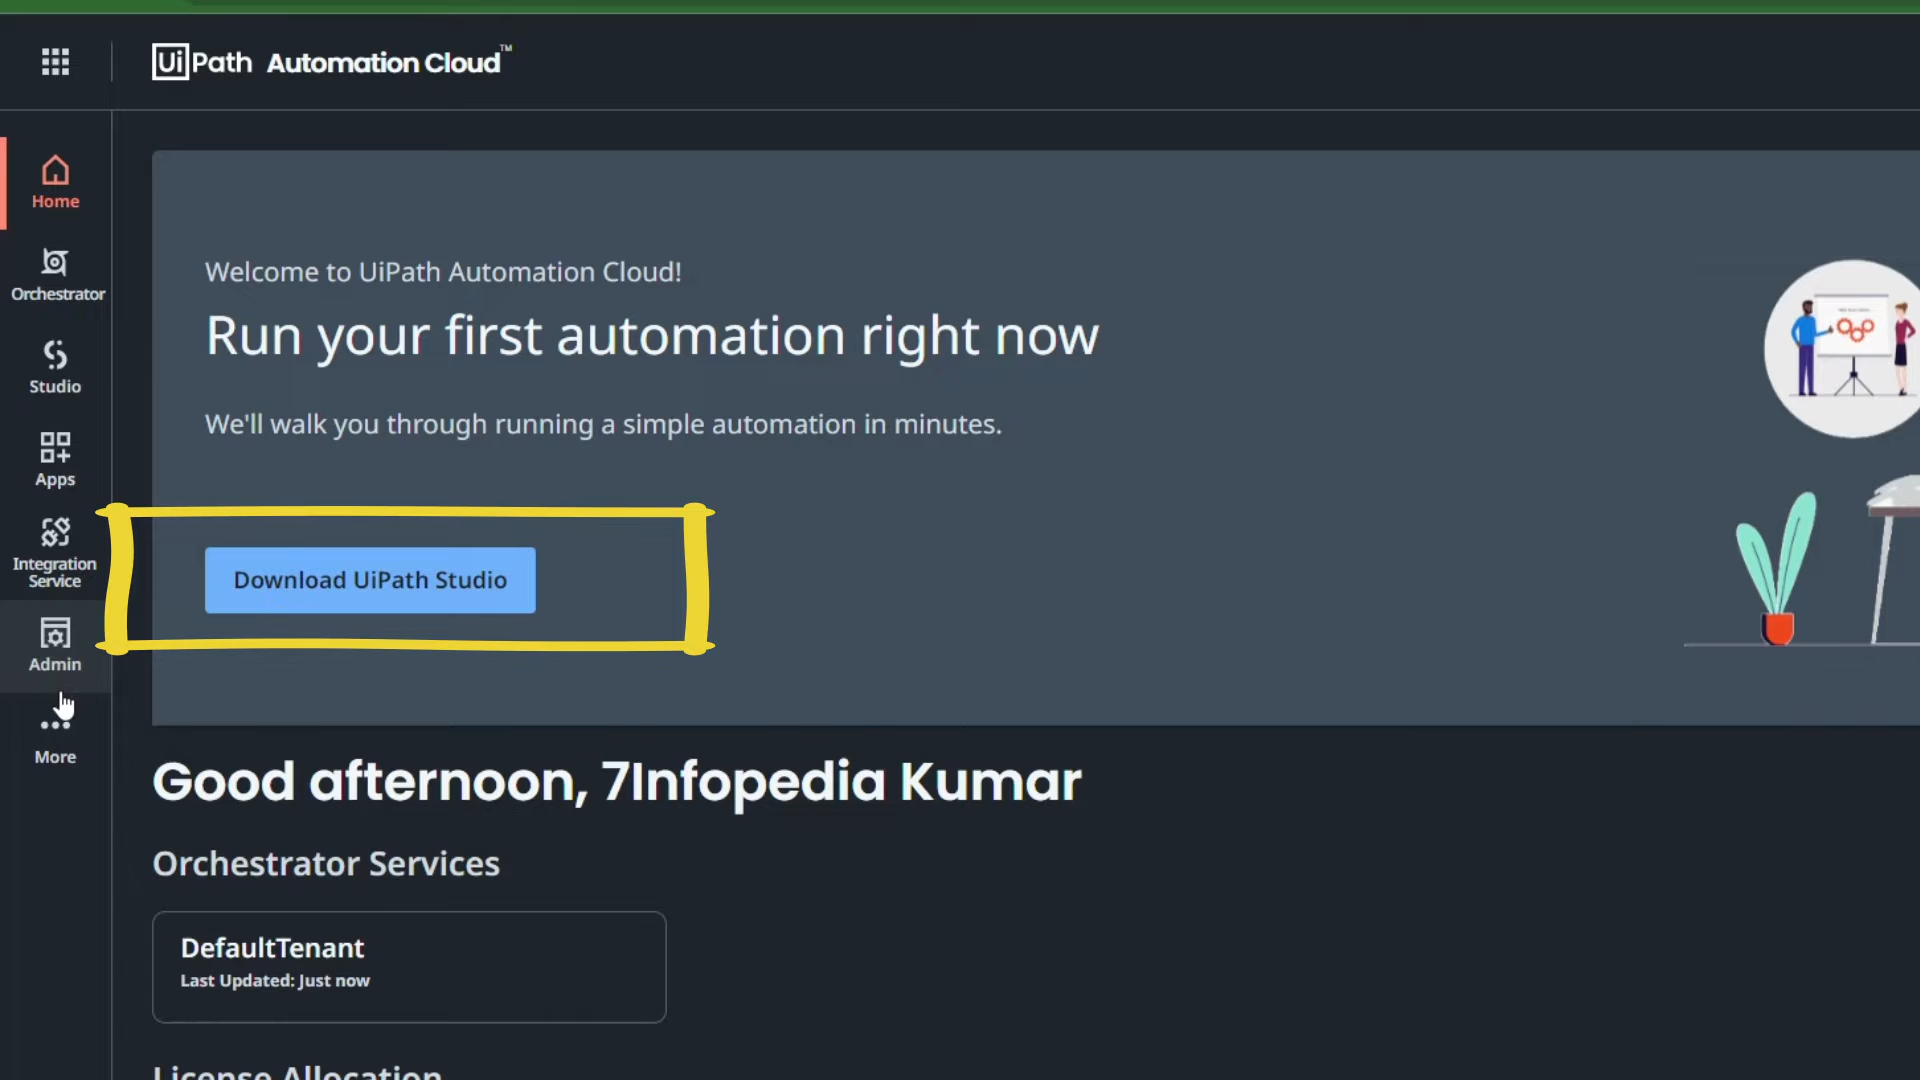 UiPath Automation Cloud™
Home
Orchestrator
Studio
Apps
Integration
Service
Admin
More
Welcome to UiPath Automation Cloud!
Run your first automation right now
We'll walk you through running a simple automation in minutes.
Download UiPath Studio
Good afternoon, 7Infopedia Kumar
Orchestrator Services
DefaultTenant
Last Updated: Just now
License Allocation